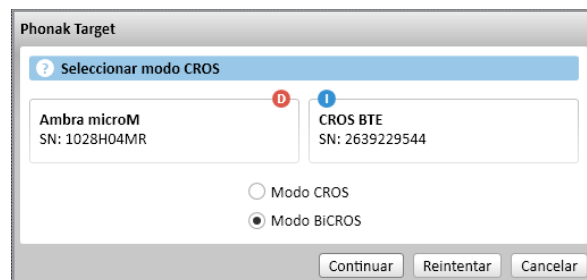 Phonak Target
? Seleccionar modo CROS
D I
Ambra microM CROS BTE
SN: 1028H04MR SN: 2639229544
Modo CROS
Modo BiCROS
Continuar Reintentar Cancelar